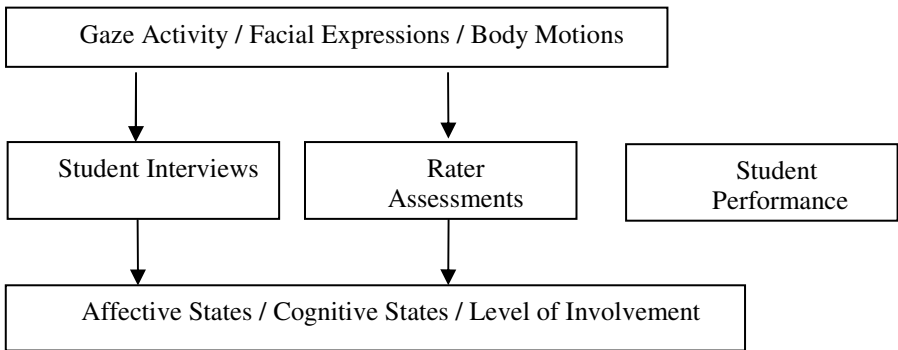 Gaze Activity / Facial Expressions / Body Motions
Student Interviews
Rater
Assessments
Student
Performance
Affective States / Cognitive States / Level of Involvement